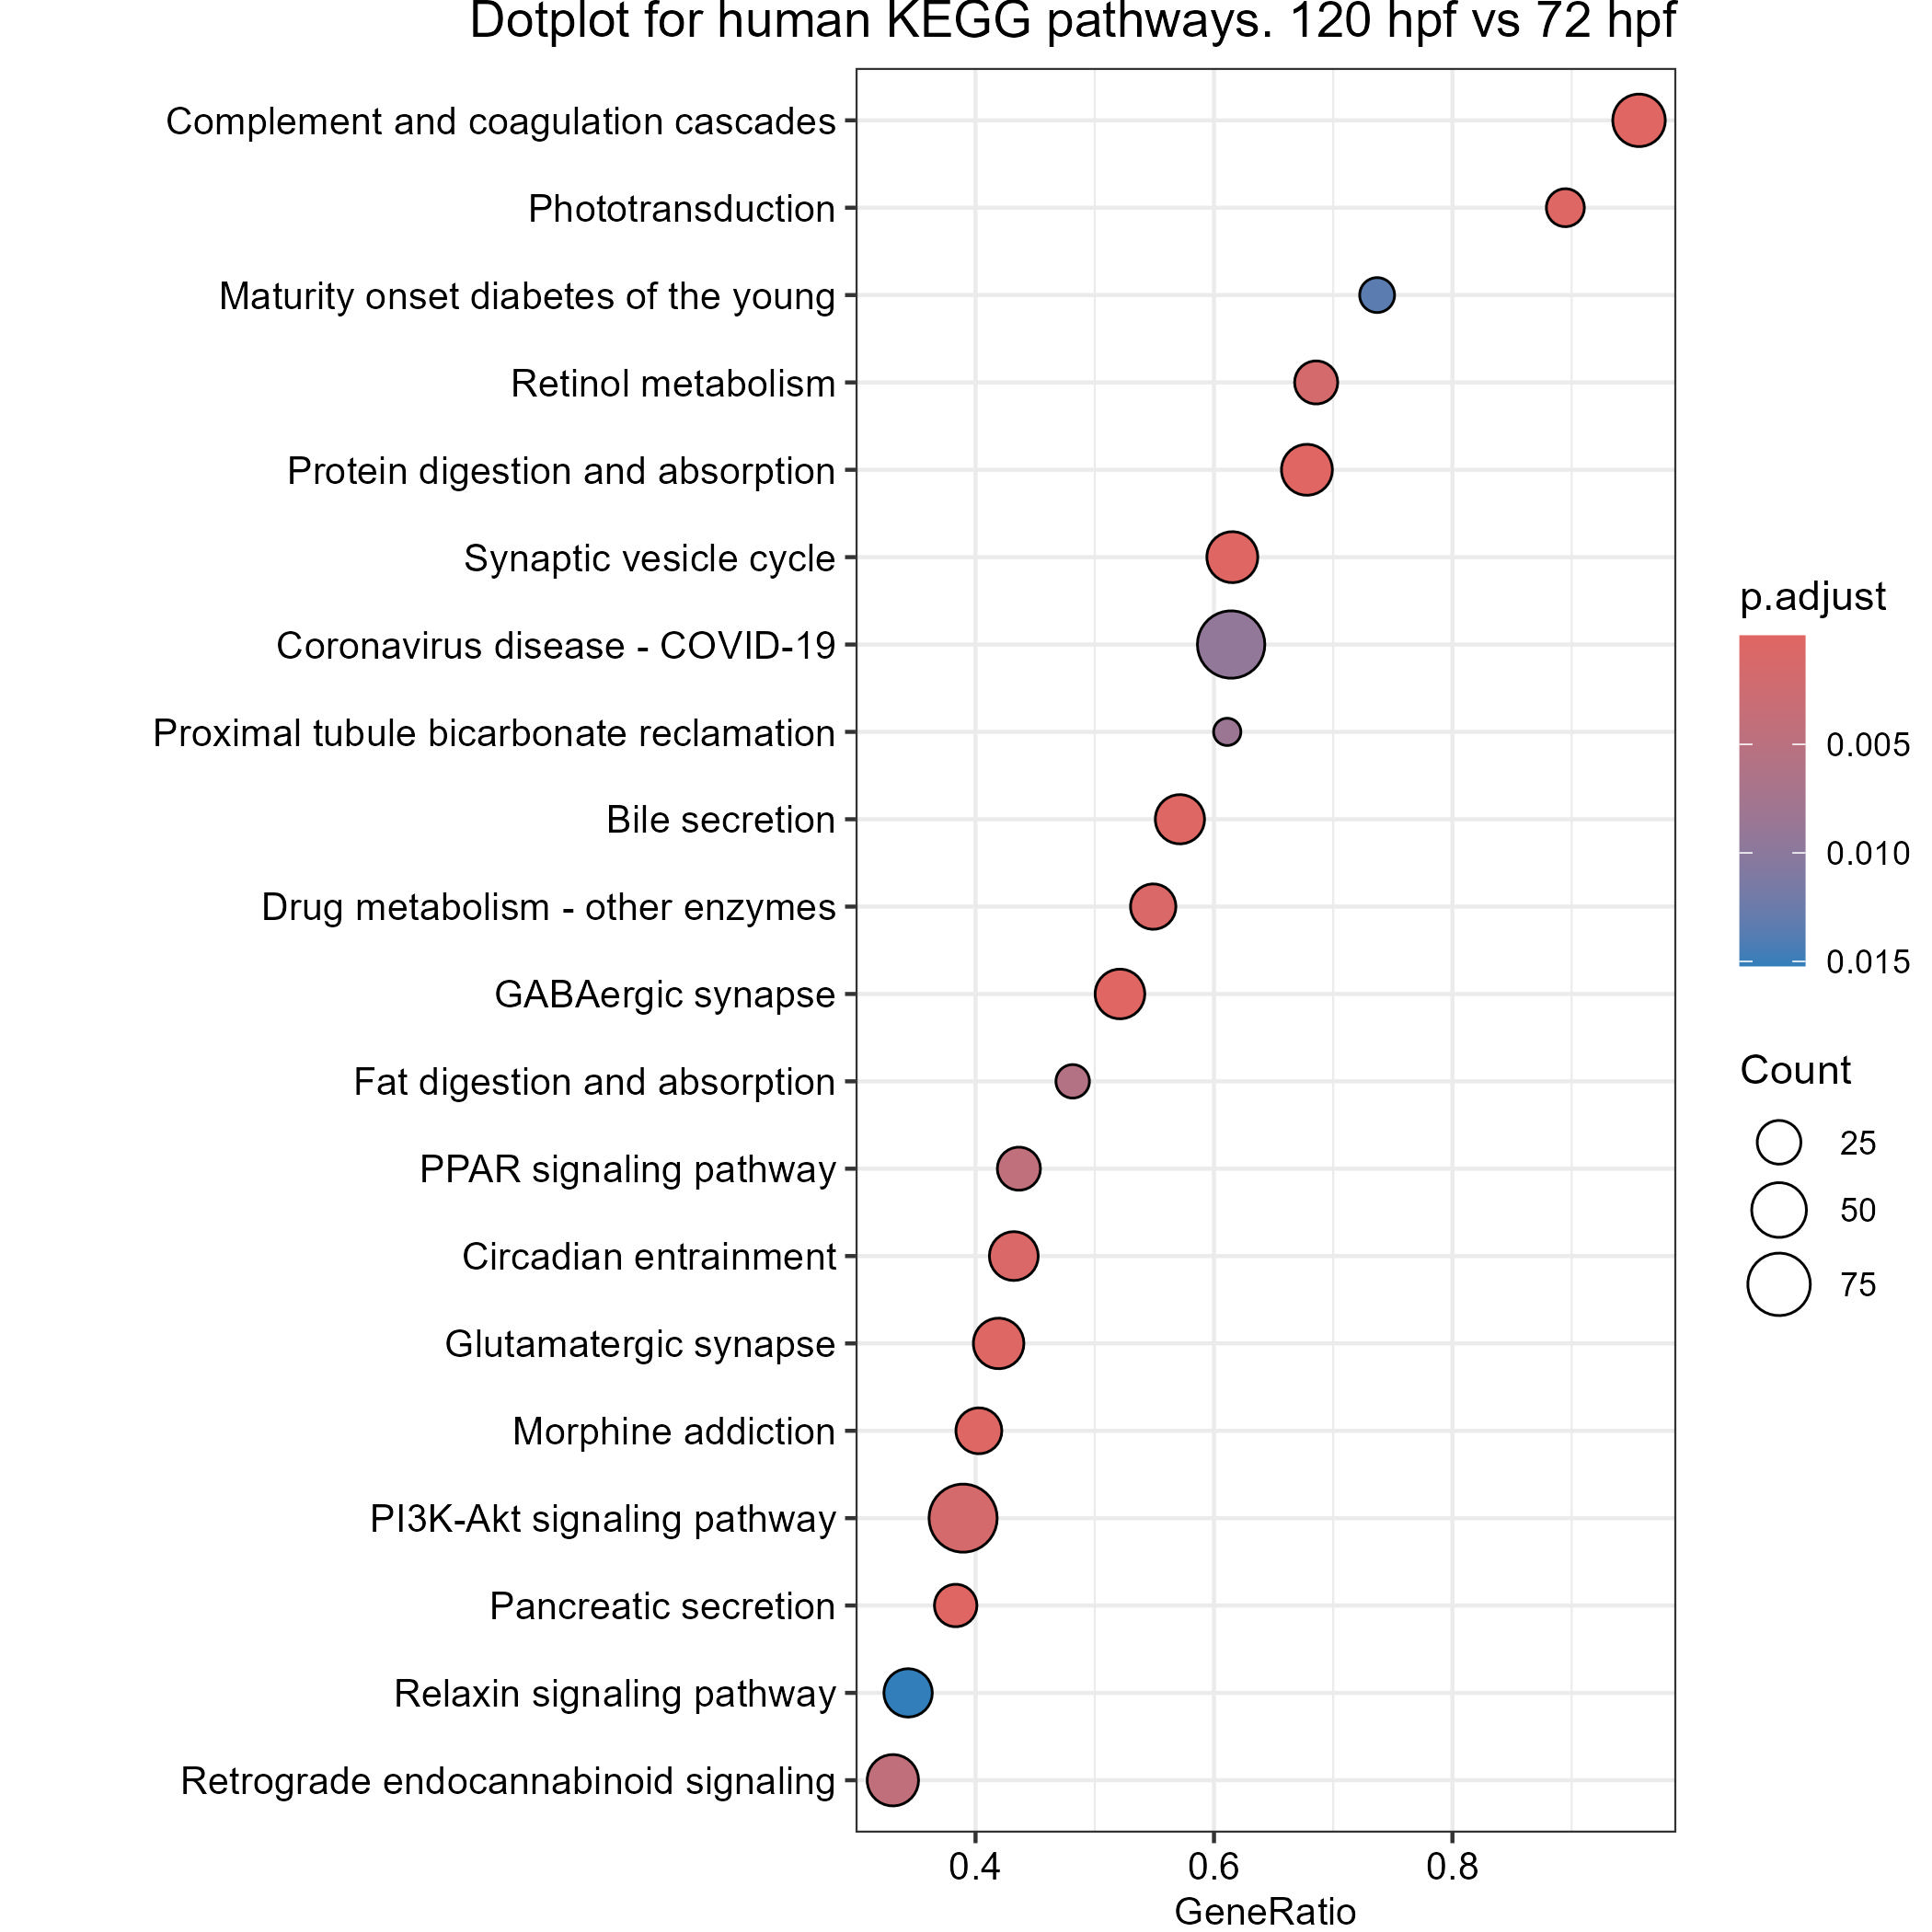 Dotplot for human KEGG pathways. 120 hpf vs 72 hpf
Complement and coagulation cascades
Phototransduction
Maturity onset diabetes of the young
Retinol metabolism
Protein digestion and absorption
Synaptic vesicle cycle
Coronavirus disease - COVID-19
Proximal tubule bicarbonate reclamation
Bile secretion
Drug metabolism - other enzymes
GABAergic synapse
Fat digestion and absorption
PPAR signaling pathway
Circadian entrainment
Glutamatergic synapse
Morphine addiction
PI3K-Akt signaling pathway
Pancreatic secretion
Relaxin signaling pathway
Retrograde endocannabinoid signaling
0.4 0.6 0.8
GeneRatio
p.adjust
0.005
0.010
0.015
Count
25
50
75